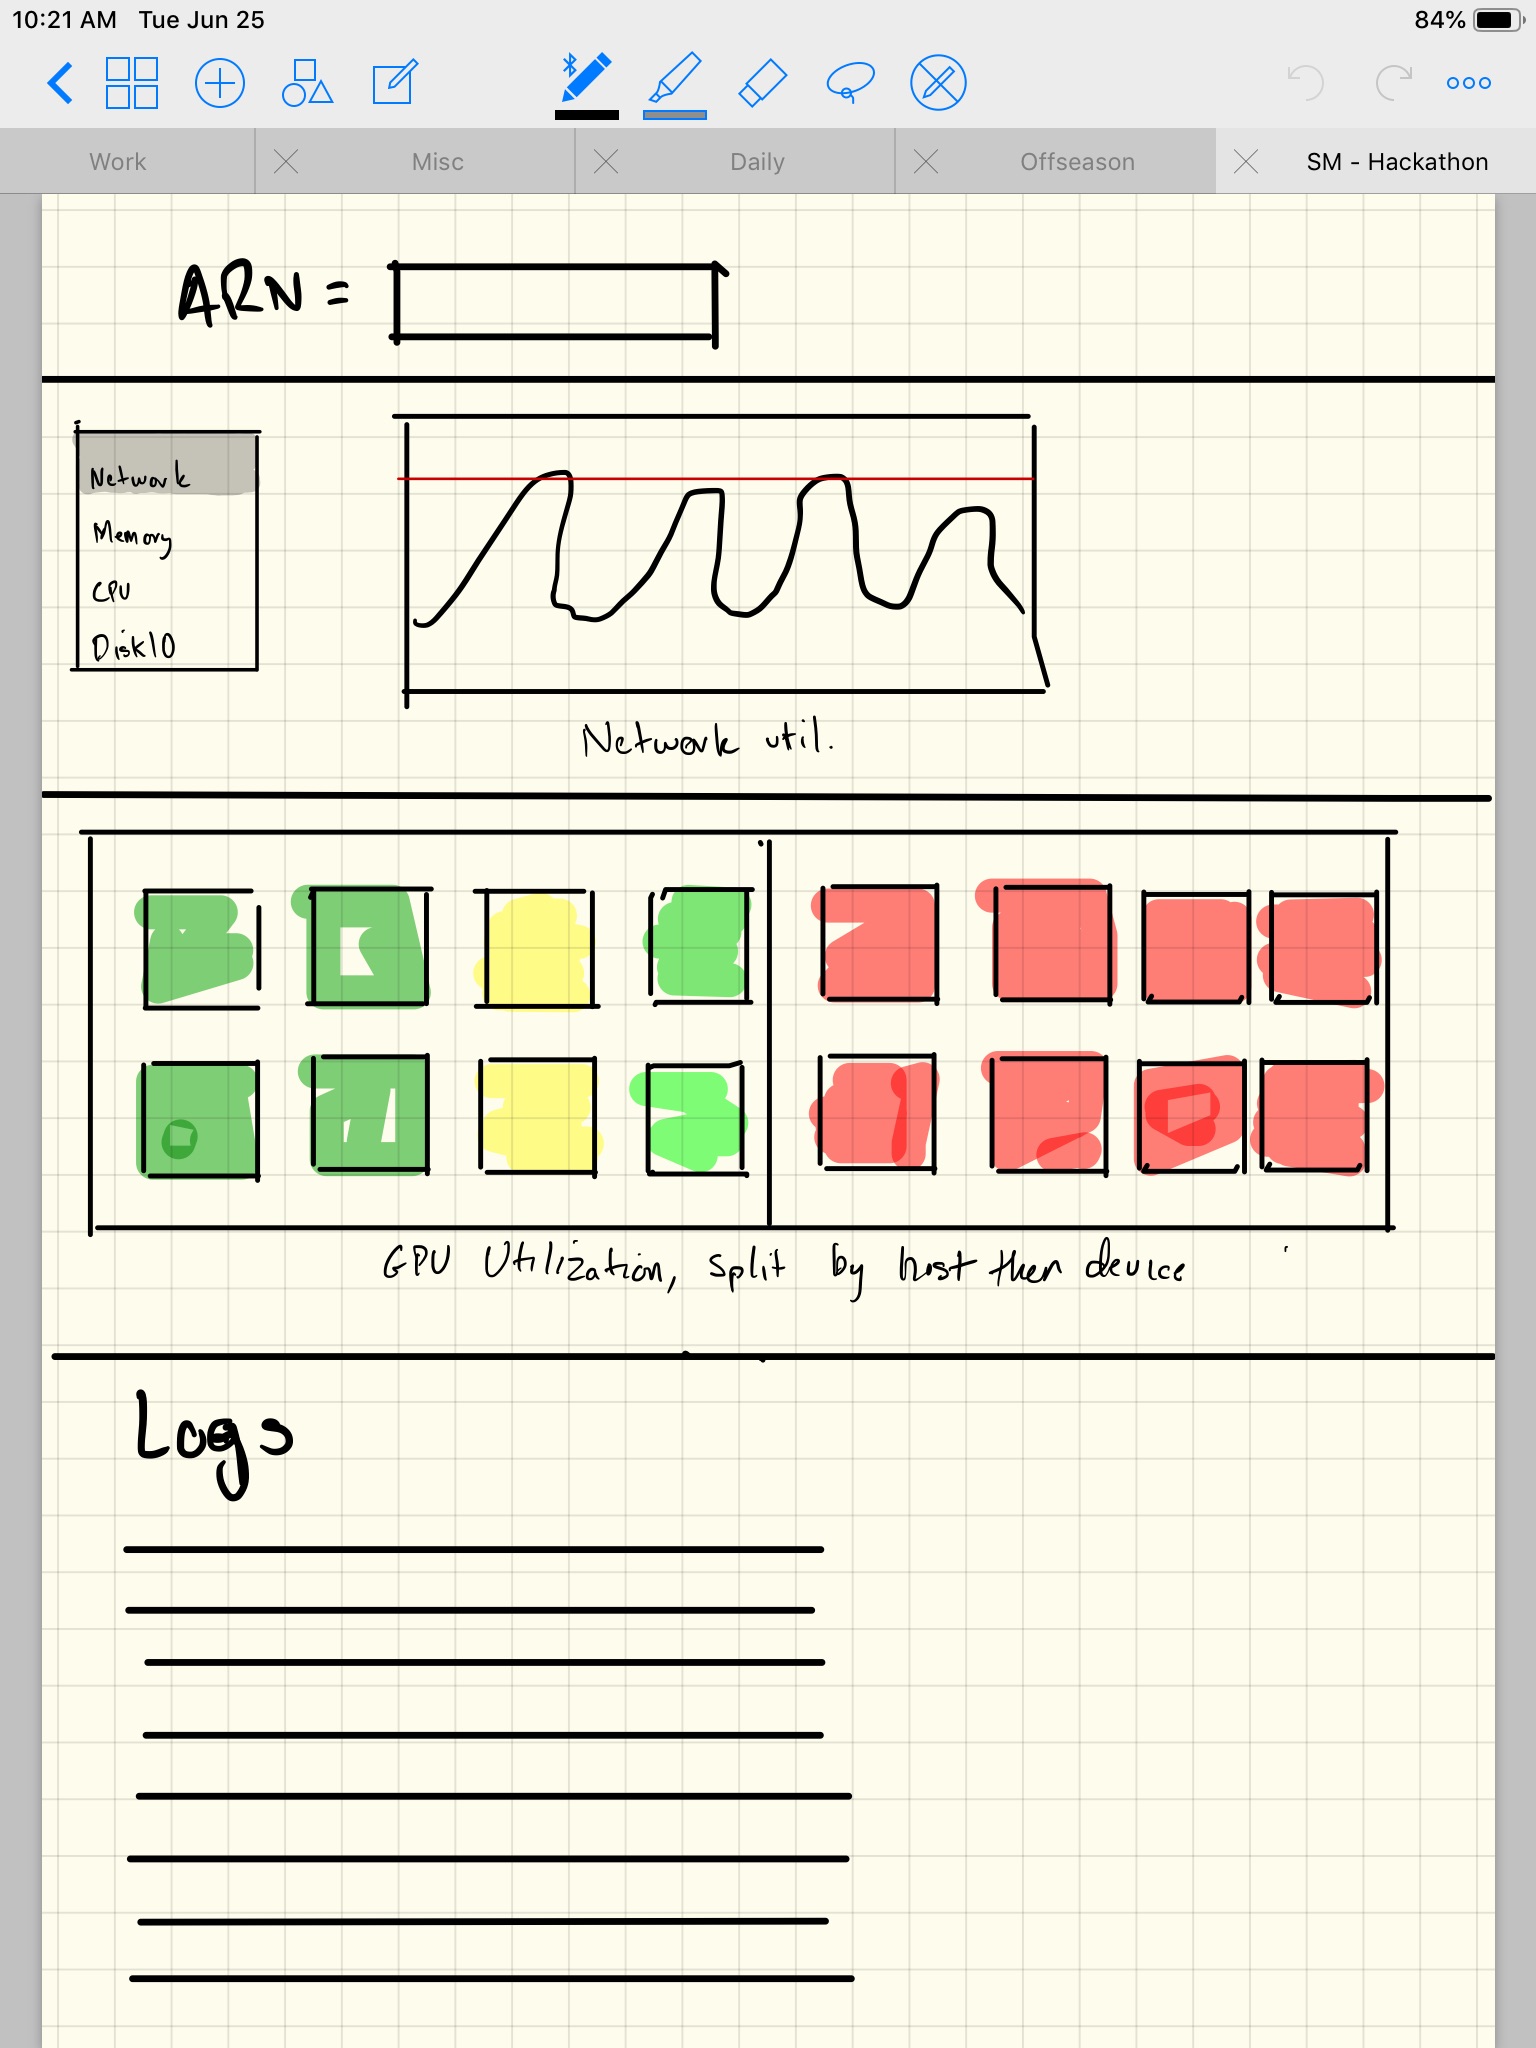 10:21 AM Tue Jun 25 84%
Work Misc Daily Offseason SM - Hackathon
ARN =
Network
Memory
CPU
DiskIO
Network util.
GPU Utilization, split by host then device
Logs